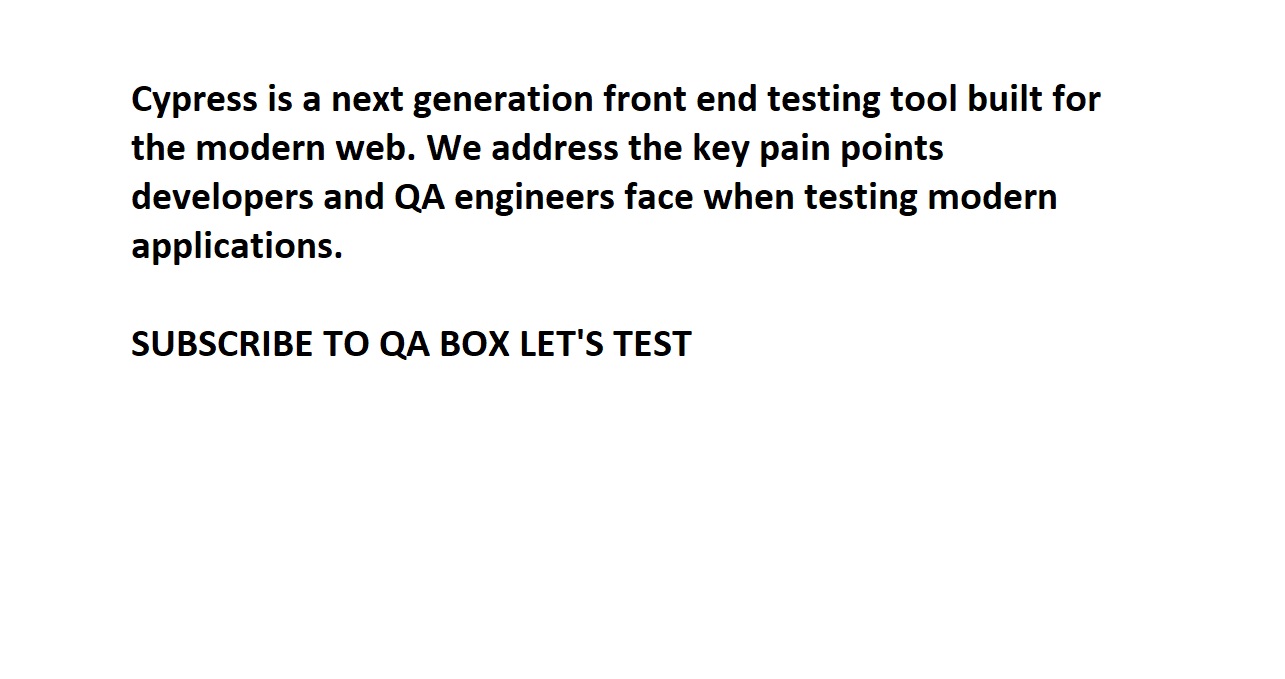 Cypress is a next generation front end testing tool built for
the modern web. We address the key pain points
developers and QA engineers face when testing modern
applications.
SUBSCRIBE TO QA BOX LET'S TEST